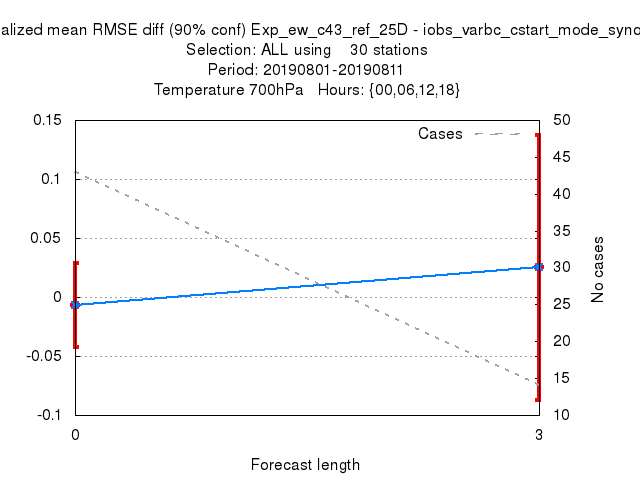 alized mean RMSE diff (90% conf) Exp_ew_c43_ref_25D - iobs_varbc_cstart_mode_syno
Selection: ALL using 30 stations
Period: 20190801-20190811
Temperature 700hPa Hours: {00,06,12,18}
Cases
0.15
0.1
0.05
0
-0.05
-0.1
50
45
40
35
30
25
20
15
10
No cases
0
3
Forecast length